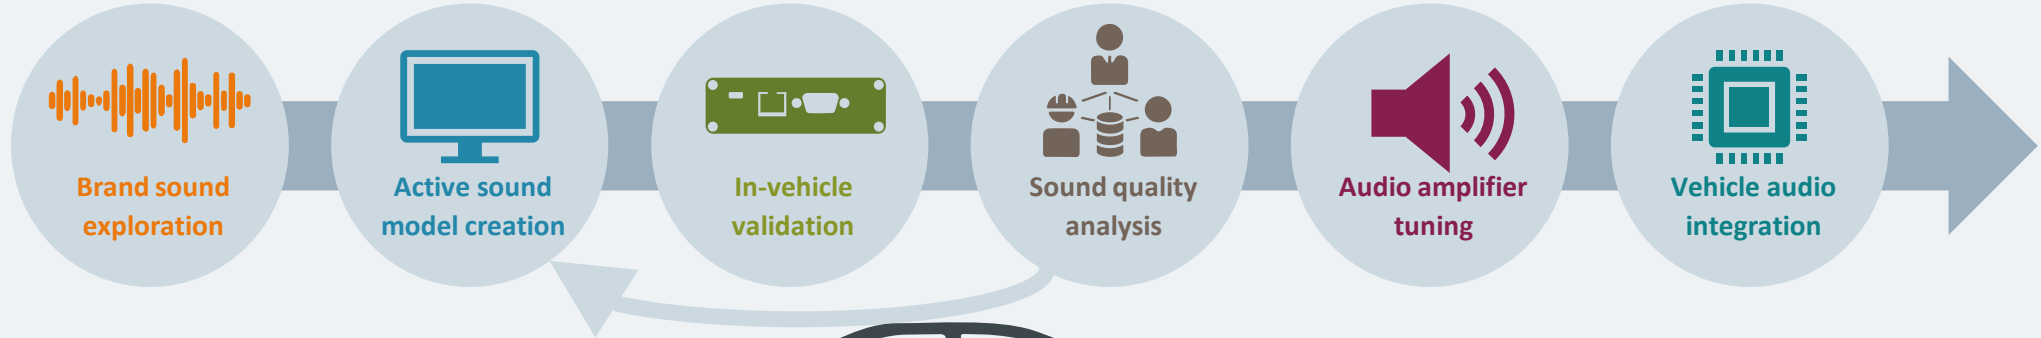 Brand sound
exploration
Active sound
model creation
In-vehicle
validation
Sound quality
analysis
Audio amplifier
tuning
Vehicle audio
integration